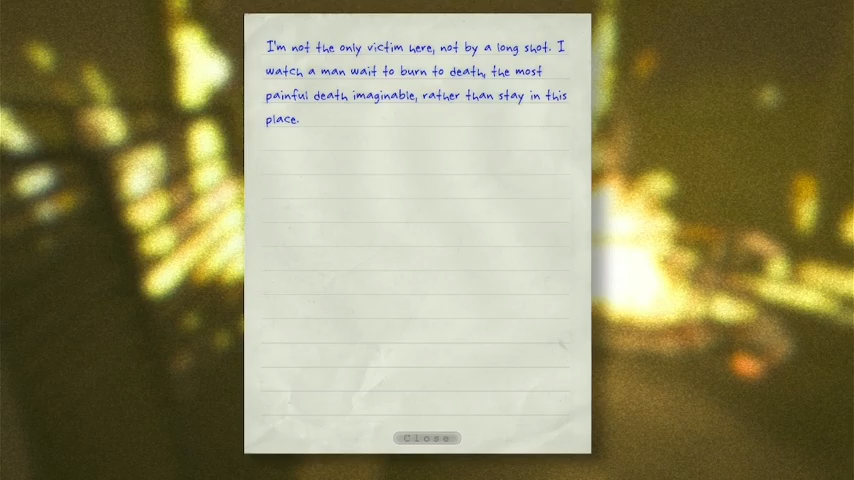 I'm not the only victim here, not by a long shot. I
watch a man wait to burn to death, the most
painful death imaginable, rather than stay in this
place.
Close